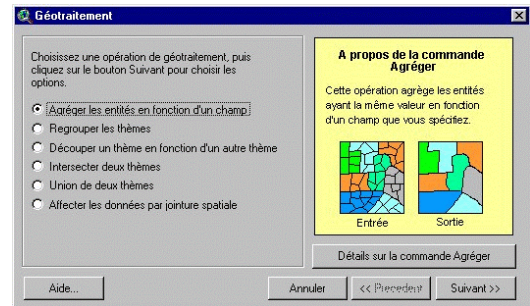 Géotraitement
Choisissez une opération de géotraitement, puis
cliquez sur le bouton Suivant pour choisir les
options.
Agréger les entités en fonction d'un champ
Regrouper les thèmes
Découper un thème en fonction d'un autre thème
Intersecter deux thèmes
Union de deux thèmes
Affecter les données par jointure spatiale
A propos de la commande
Agréger
Cette opération agrège les entités
ayant la même valeur en fonction
d'un champ que vous spécifiez.
Entrée
Sortie
Détails sur la commande Agréger
Aide...
Annuler
<< Précédent
Suivant >>